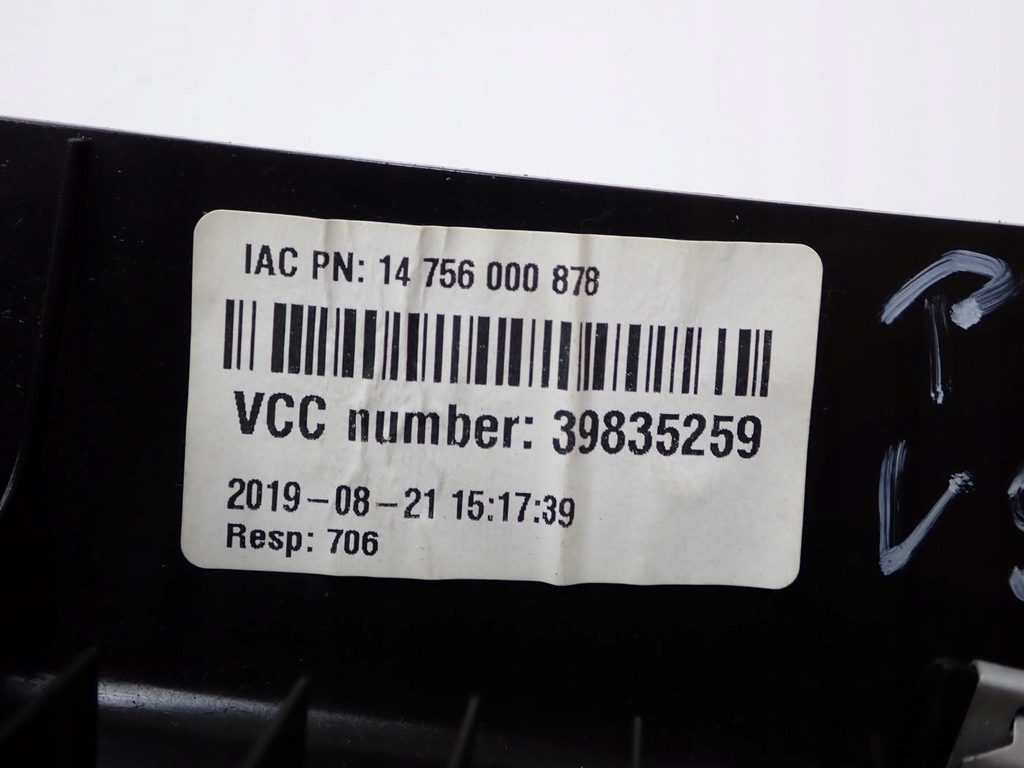 IAC PN: 14 756 000 878
VCC number: 39835259
2019-08-21 15:17:39
Resp: 706